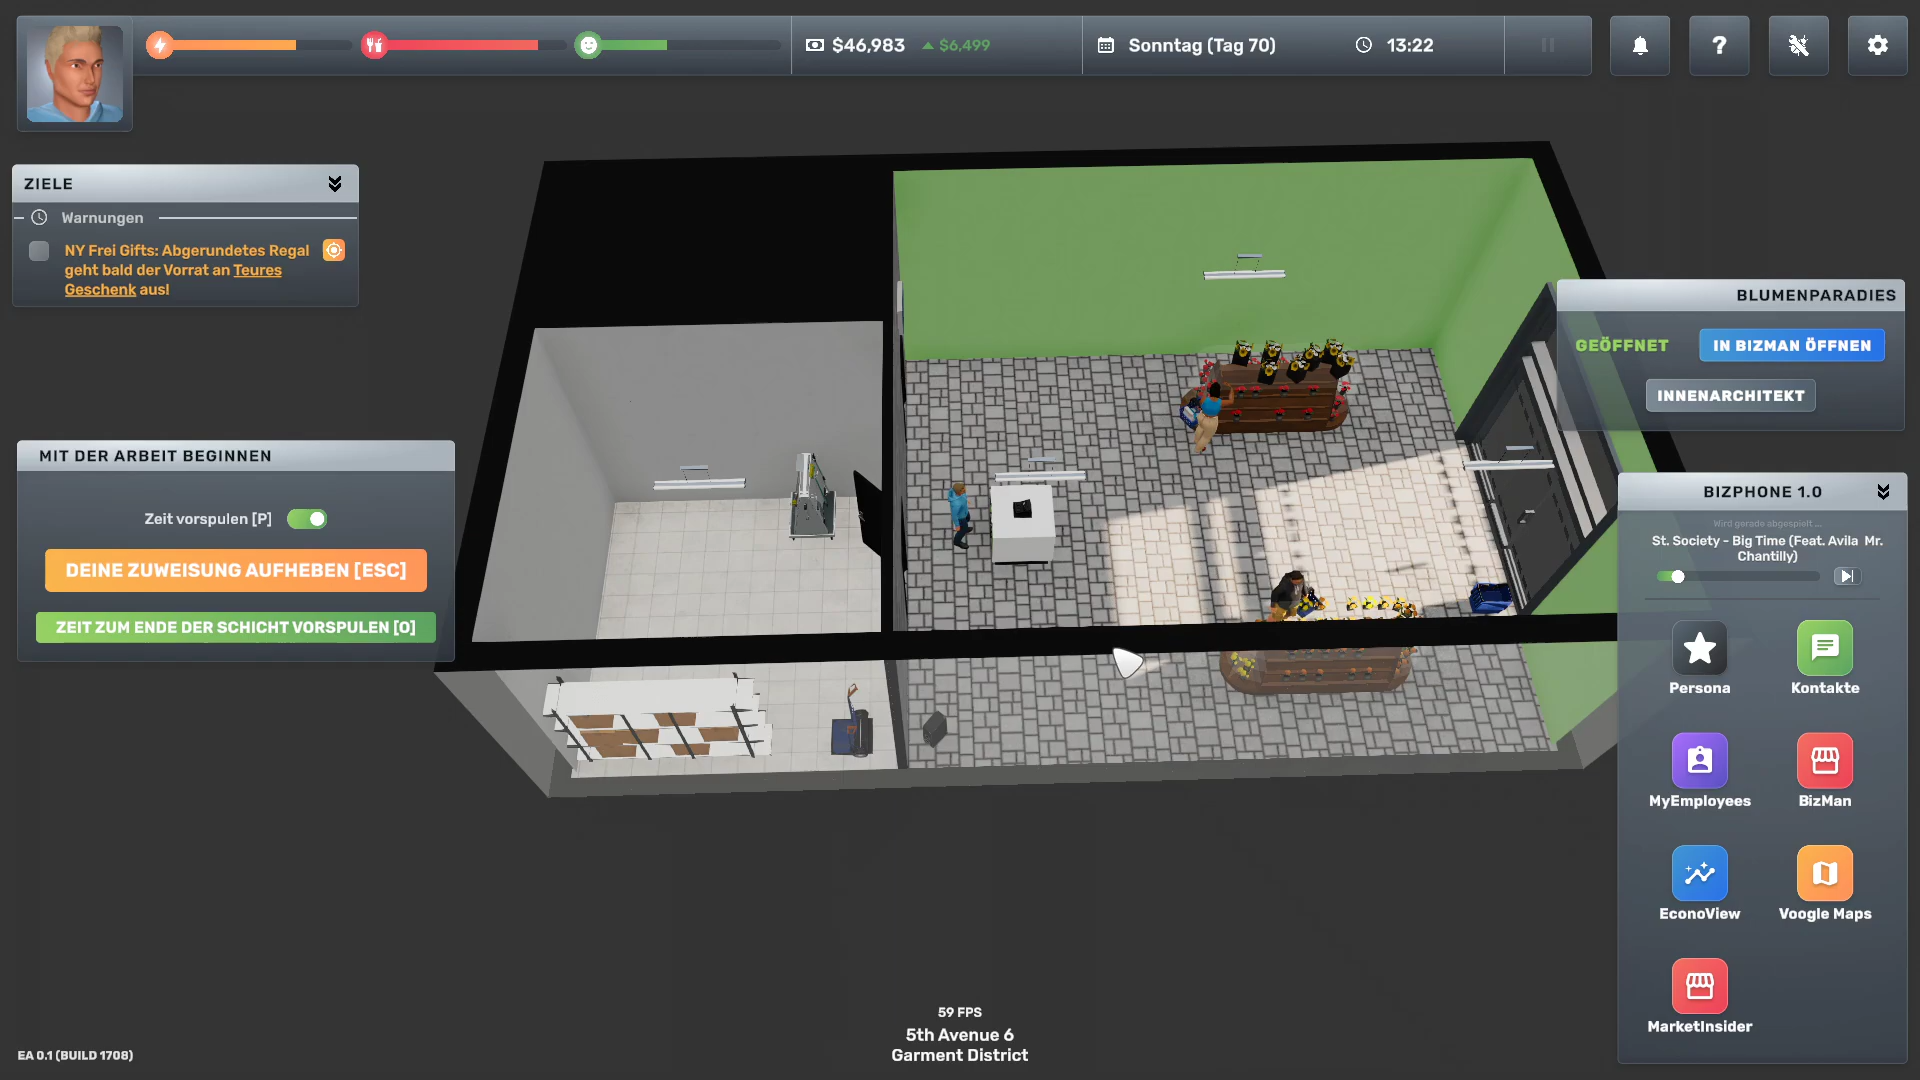 $46,983
$6,499
Sonntag (Tag 70)
13:22
ZIELE
Warnungen
NY Frei Gifts: Abgerundetes Regal
geht bald der Vorrat an Teures
Geschenk aus!
MIT DER ARBEIT BEGINNEN
Zeit vorspulen [P]
DEINE ZUWEISUNG AUFHEBEN [ESC]
ZEIT ZUM ENDE DER SCHICHT VORSPULEN [O]
BLUMENPARADIES
GEÖFFNET
IN BIZMAN ÖFFNEN
INNENARCHITEKT
BIZPHONE 1.0
Wird gerade abgespielt ...
St. Society - Big Time (Feat. Avila Mr.
Chantilly)
Persona
Kontakte
MyEmployees
BizMan
EconoView
Voogle Maps
MarketInsider
59 FPS
5th Avenue 6
Garment District
EA 0.1 (BUILD 1708)